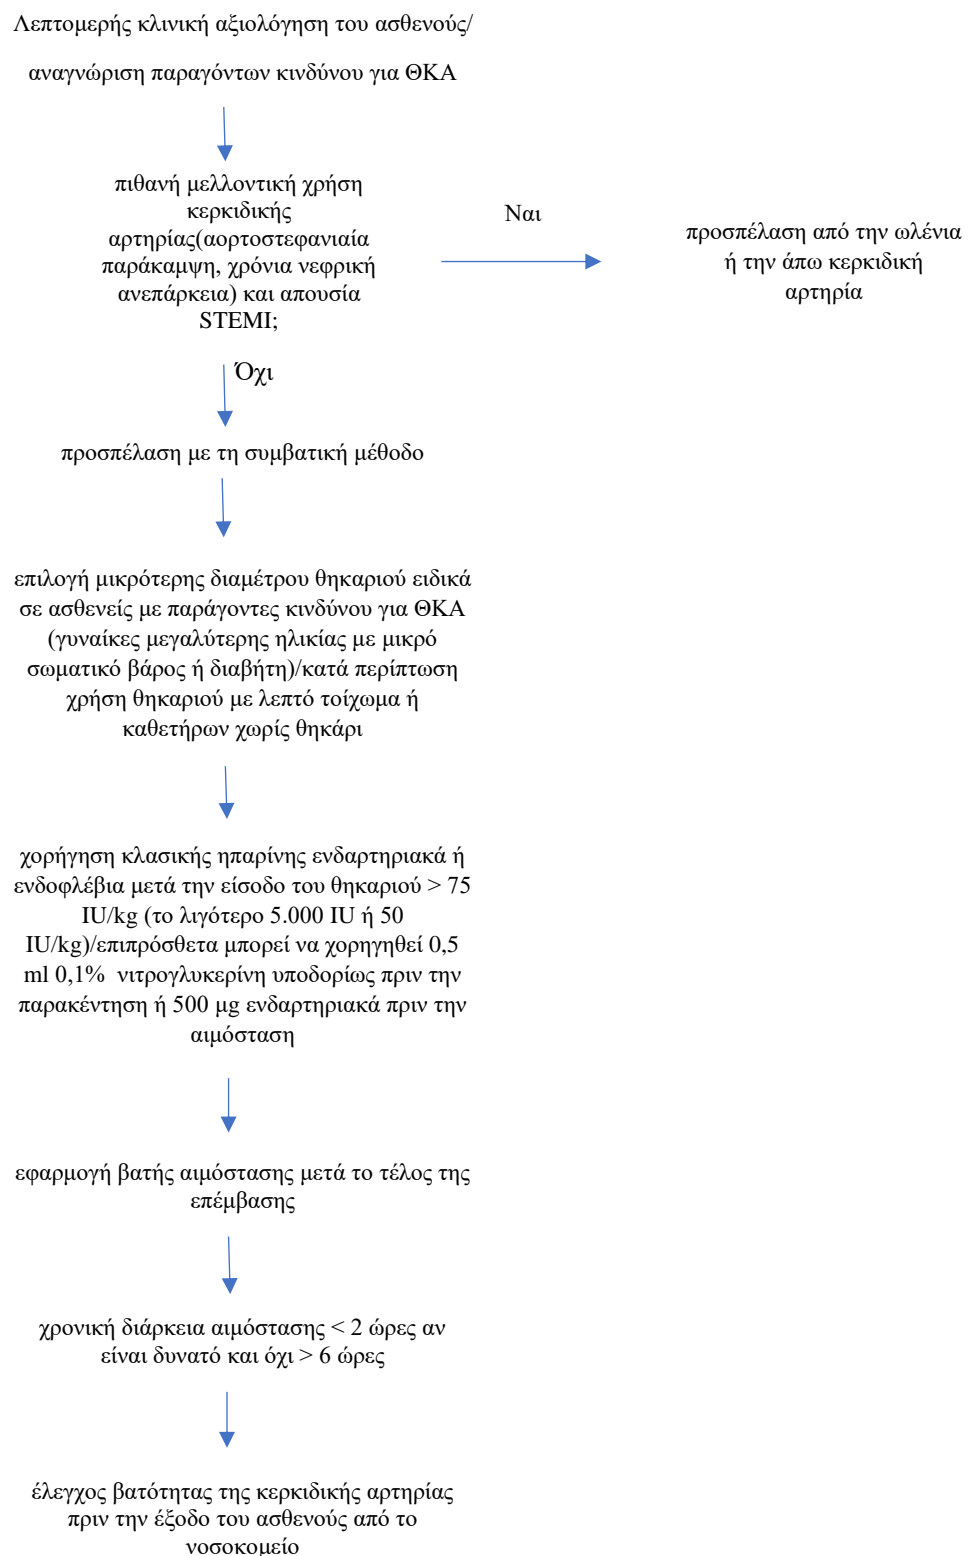 Λεπτομερής κλινική αξιολόγηση του ασθενούς/
αναγνώριση παραγόντων κινδύνου για ΘΚΑ
πιθανή μελλοντική χρήση
κερκιδικής
αρτηρίας(αορτοστεφανιαία
παράκαμψη, χρόνια νεφρική
ανεπάρκεια) και απουσία
STEMI;
Ναι
προσπέλαση από την ωλένια
ή την άπω κερκιδική
αρτηρία
Όχι
προσπέλαση με τη συμβατική μέθοδο
επιλογή μικρότερης διαμέτρου θηκαριού ειδικά
σε ασθενείς με παράγοντες κινδύνου για ΘΚΑ
(γυναίκες μεγαλύτερης ηλικίας με μικρό
σωματικό βάρος ή διαβήτη)/κατά περίπτωση
χρήση θηκαριού με λεπτό τοίχωμα ή
καθετήρων χωρίς θηκάρι
χορήγηση κλασικής ηπαρίνης ενδαρτηριακά ή
ενδοφλέβια μετά την είσοδο του θηκαριού > 75
IU/kg (το λιγότερο 5.000 IU ή 50
IU/kg)/επιπρόσθετα μπορεί να χορηγηθεί 0,5
ml 0,1% νιτρογλυκερίνη υποδορίως πριν την
παρακέντηση ή 500 μg ενδαρτηριακά πριν την
αιμόσταση
εφαρμογή βατής αιμόστασης μετά το τέλος της
επέμβασης
χρονική διάρκεια αιμόστασης < 2 ώρες αν
είναι δυνατό και όχι > 6 ώρες
έλεγχος βατότητας της κερκιδικής αρτηρίας
πριν την έξοδο του ασθενούς από το
νοσοκομείο